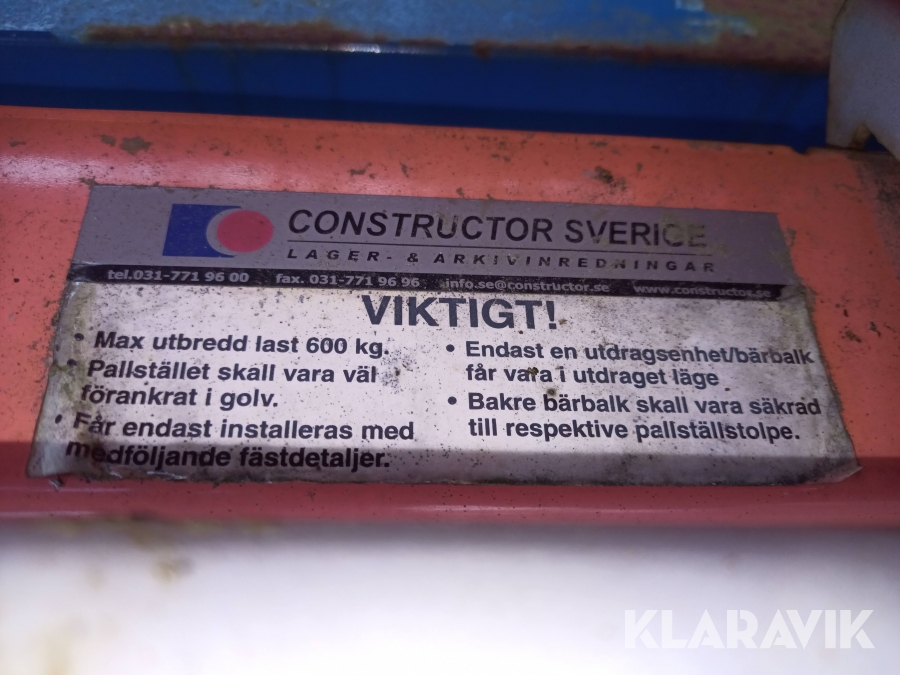 CONSTRUCTOR SVERIGE
LAGER- & ARKIVINREDNINGAR
tel.031-771 96 00 fax. 031-771 96 96 info.se@constructor.se www.constructor.se
VIKTIGT!
• Max utbredd last 600 kg.
• Pallstället skall vara väl
förankrat i golv.
• Får endast installeras med
medföljande fästdetaljer.
• Endast en utdragsenhet/bärbalk
får vara i utdraget läge
• Bakre bärbalk skall vara säkrad
till respektive pallställstolpe.
KLARAVIK